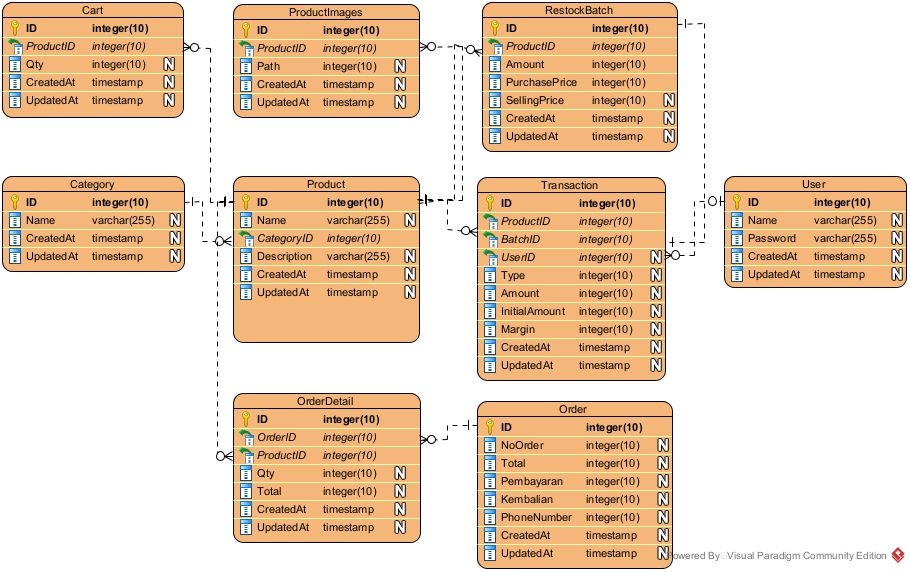 Cart
ID integer(10)
ProductID integer(10)
Qty integer(10) N
CreatedAt timestamp N
UpdatedAt timestamp N
ProductImages
ID integer(10)
ProductID integer(10)
Path integer(10) N
CreatedAt timestamp N
UpdatedAt timestamp N
RestockBatch
ID integer(10)
ProductID integer(10)
Amount integer(10)
PurchasePrice integer(10)
SellingPrice integer(10) N
CreatedAt timestamp N
UpdatedAt timestamp N
Category
ID integer(10)
Name varchar(255) N
CreatedAt timestamp N
UpdatedAt timestamp N
Product
ID integer(10)
Name varchar(255) N
CategoryID integer(10)
Description varchar(255) N
CreatedAt timestamp N
UpdatedAt timestamp N
Transaction
ID integer(10)
ProductID integer(10)
BatchID integer(10)
UserID integer(10) N
Type integer(10) N
Amount integer(10) N
InitialAmount integer(10) N
Margin integer(10) N
CreatedAt timestamp N
UpdatedAt timestamp N
User
ID integer(10)
Name varchar(255) N
Password varchar(255) N
CreatedAt timestamp N
UpdatedAt timestamp N
OrderDetail
ID integer(10)
OrderID integer(10)
ProductID integer(10)
Qty integer(10) N
Total integer(10) N
CreatedAt timestamp N
UpdatedAt timestamp N
Order
ID integer(10)
NoOrder integer(10) N
Total integer(10) N
Pembayaran integer(10) N
Kembalian integer(10) N
PhoneNumber integer(10) N
CreatedAt timestamp N
UpdatedAt timestamp N
Powered By Visual Paradigm Community Edition